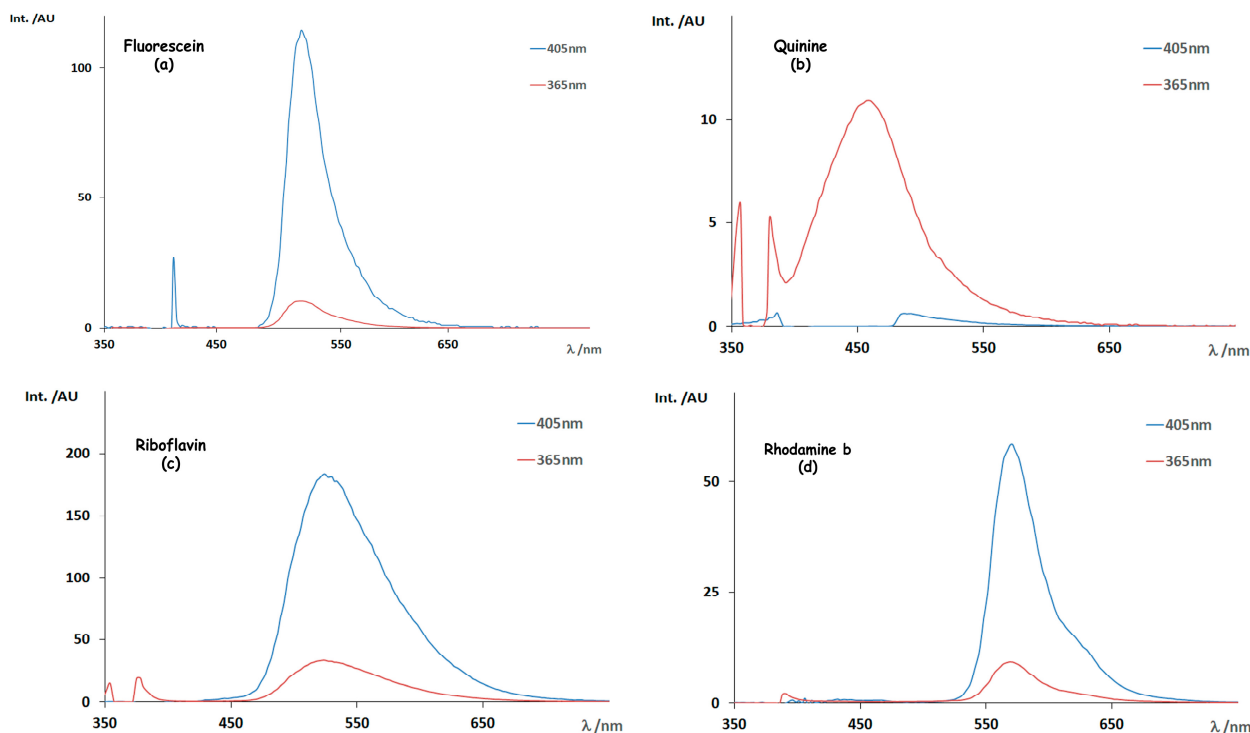 Int. /AU
Fluorescein
(a)
405nm
365nm
100
50
0
350
450
550
650
λ /nm
Int. /AU
Quinine
(b)
405nm
365nm
10
5
0
350
450
550
650
λ /nm
Int. /AU
Riboflavin
(c)
405nm
365nm
200
150
100
50
0
350
450
550
650
λ /nm
Int. /AU
Rhodamine b
(d)
405nm
365nm
50
25
0
350
450
550
650
λ /nm